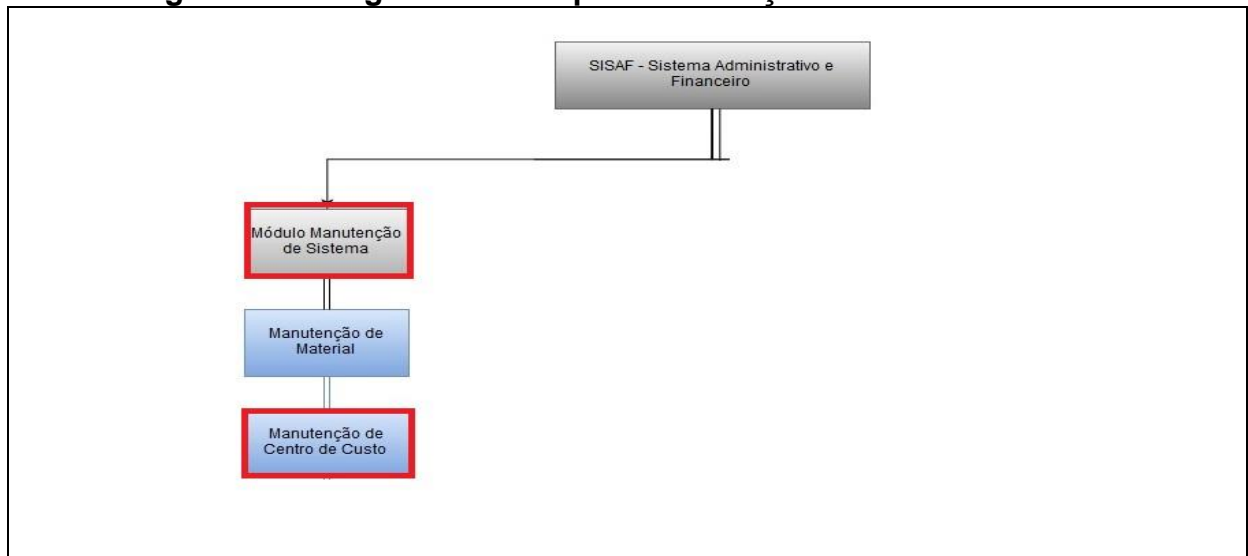 SISAF - Sistema Administrativo e
Financeiro
Módulo Manutenção
de Sistema
Manutenção de
Material
Manutenção de
Centro de Custo